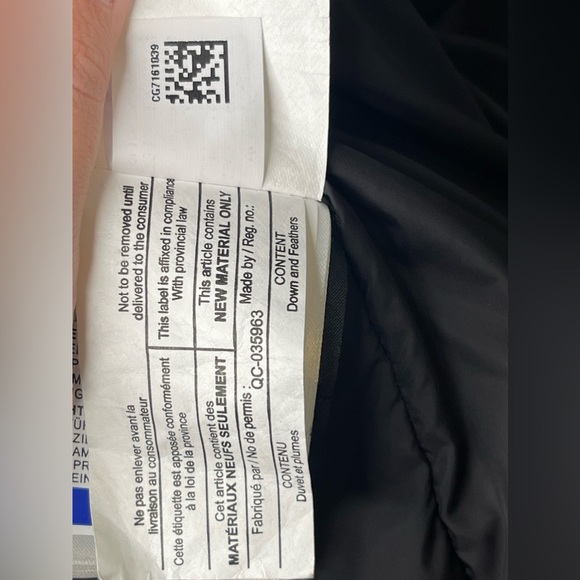 CG7161039
Not to be removed until
delivered to the consumer
Ne pas enlever avant la
livraison au consommateur
This label is affixed in compliance
With provincial law
Cette étiquette est apposée conformément
à la loi de la province
This article contains
NEW MATERIAL ONLY
Cet article contient des
MATÉRIAUX NEUFS SEULEMENT
Made by / Reg. no.:
Fabriqué par / No de permis :
QC-035963
CONTENT
Down and Feathers
CONTENU
Duvet et plumes